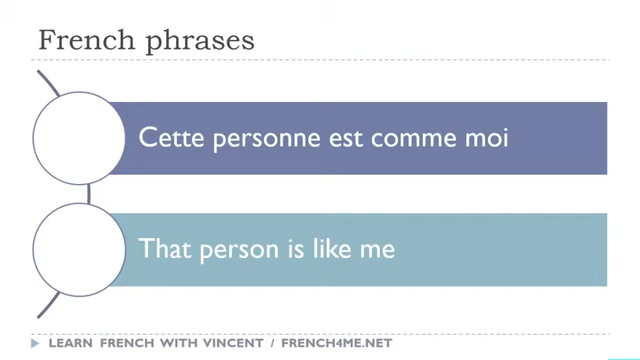 French phrases
Cette personne est comme moi
That person is like me
LEARN FRENCH WITH VINCENT / FRENCH4ME.NET